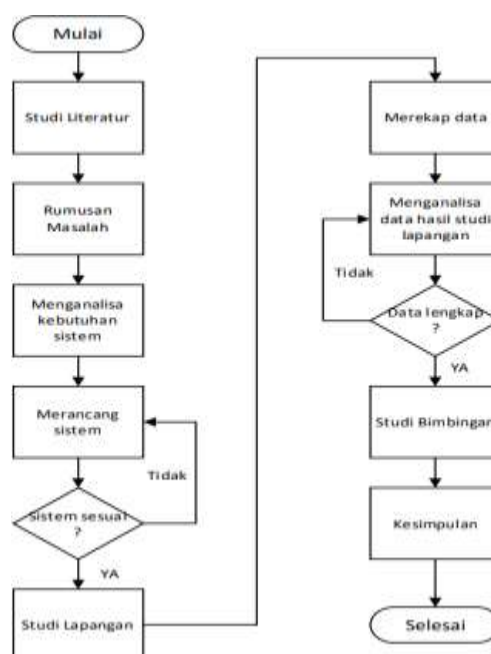 Mulai
Studi Literatur
Rumusan
Masalah
Menganalisa
kebutuhan
sistem
Merancang
sistem
Tidak
Sistem sesuai
?
YA
Studi Lapangan
Merekap data
Menganalisa
data hasil studi
lapangan
Tidak
Data lengkap
?
YA
Studi Bimbingan
Kesimpulan
Selesai